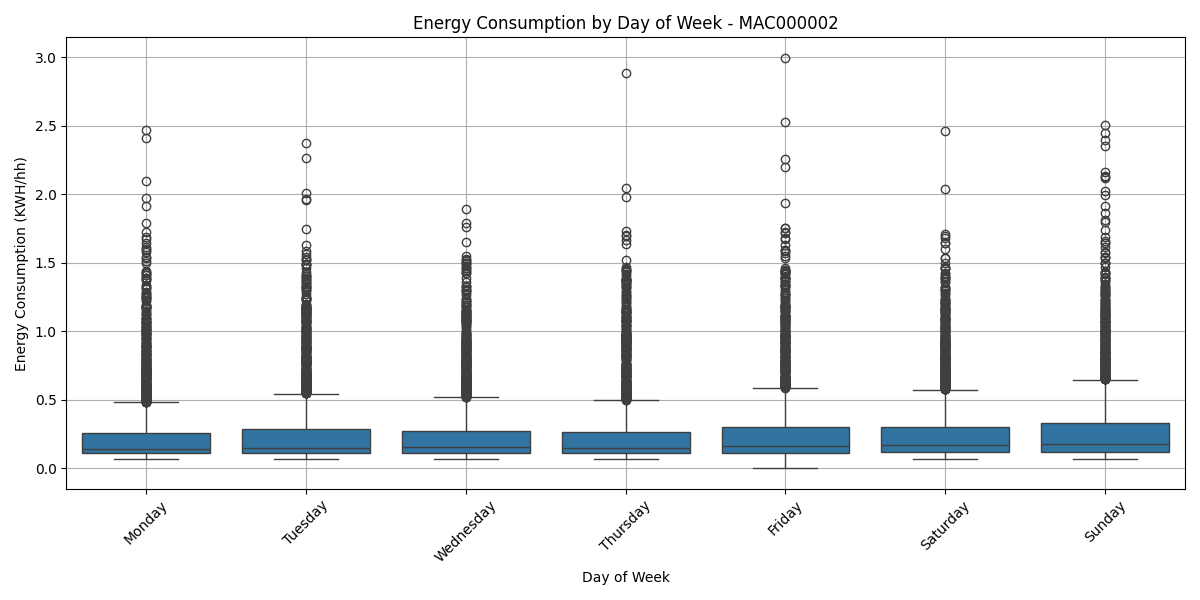 Energy Consumption by Day of Week - MAC000002
Energy Consumption (KWH/hh)
3.0
2.5
2.0
1.5
1.0
0.5
0.0
Monday
Tuesday
Wednesday
Thursday
Friday
Saturday
Sunday
Day of Week